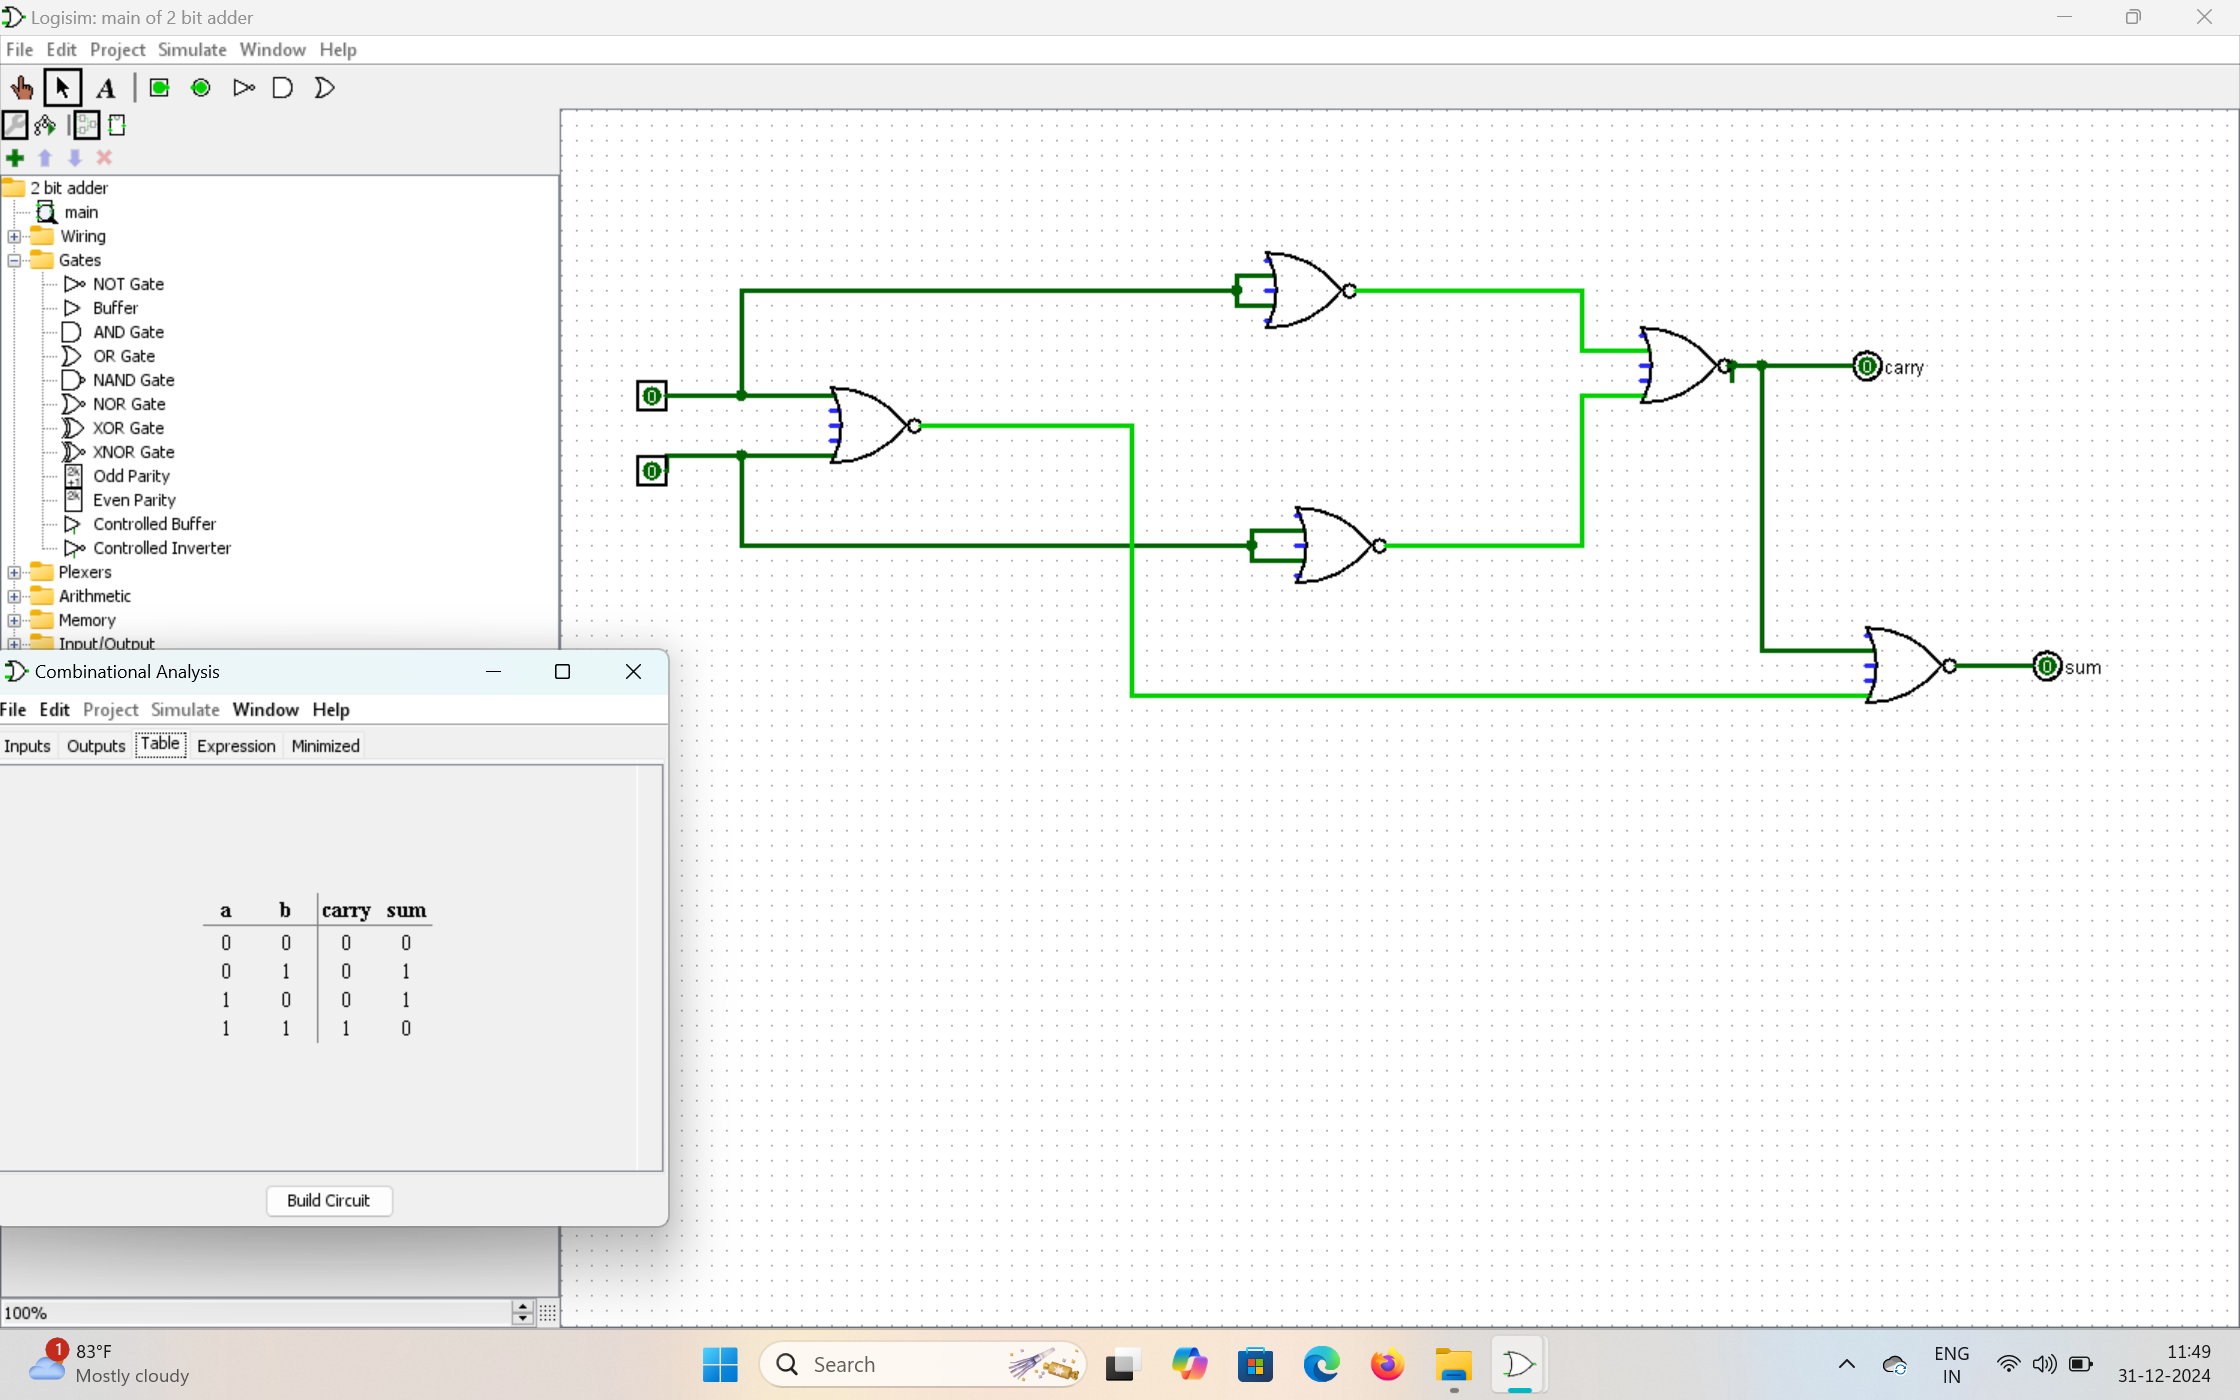 Logisim: main of 2 bit adder
File Edit Project Simulate Window Help
A
2 bit adder
main
Wiring
Gates
NOT Gate
Buffer
AND Gate
OR Gate
NAND Gate
NOR Gate
XOR Gate
XNOR Gate
2k+1 Odd Parity
2k Even Parity
Controlled Buffer
Controlled Inverter
Plexers
Arithmetic
Memory
Input/Output
0
0
0 carry
0 sum
Combinational Analysis
File Edit Project Simulate Window Help
Inputs Outputs Table Expression Minimized
a b carry sum
0 0 0 0
0 1 0 1
1 0 0 1
1 1 1 0
Build Circuit
100%
1
83°F
Mostly cloudy
Search
ENG
IN
11:49
31-12-2024